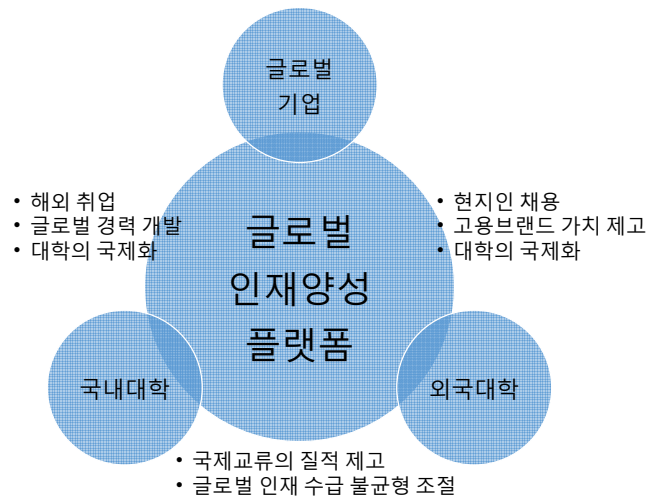 글로벌
기업
• 해외 취업
• 글로벌 경력 개발
• 대학의 국제화
• 현지인 채용
• 고용브랜드 가치 제고
• 대학의 국제화
글로벌
인재양성
플랫폼
국내대학
외국대학
• 국제교류의 질적 제고
• 글로벌 인재 수급 불균형 조절